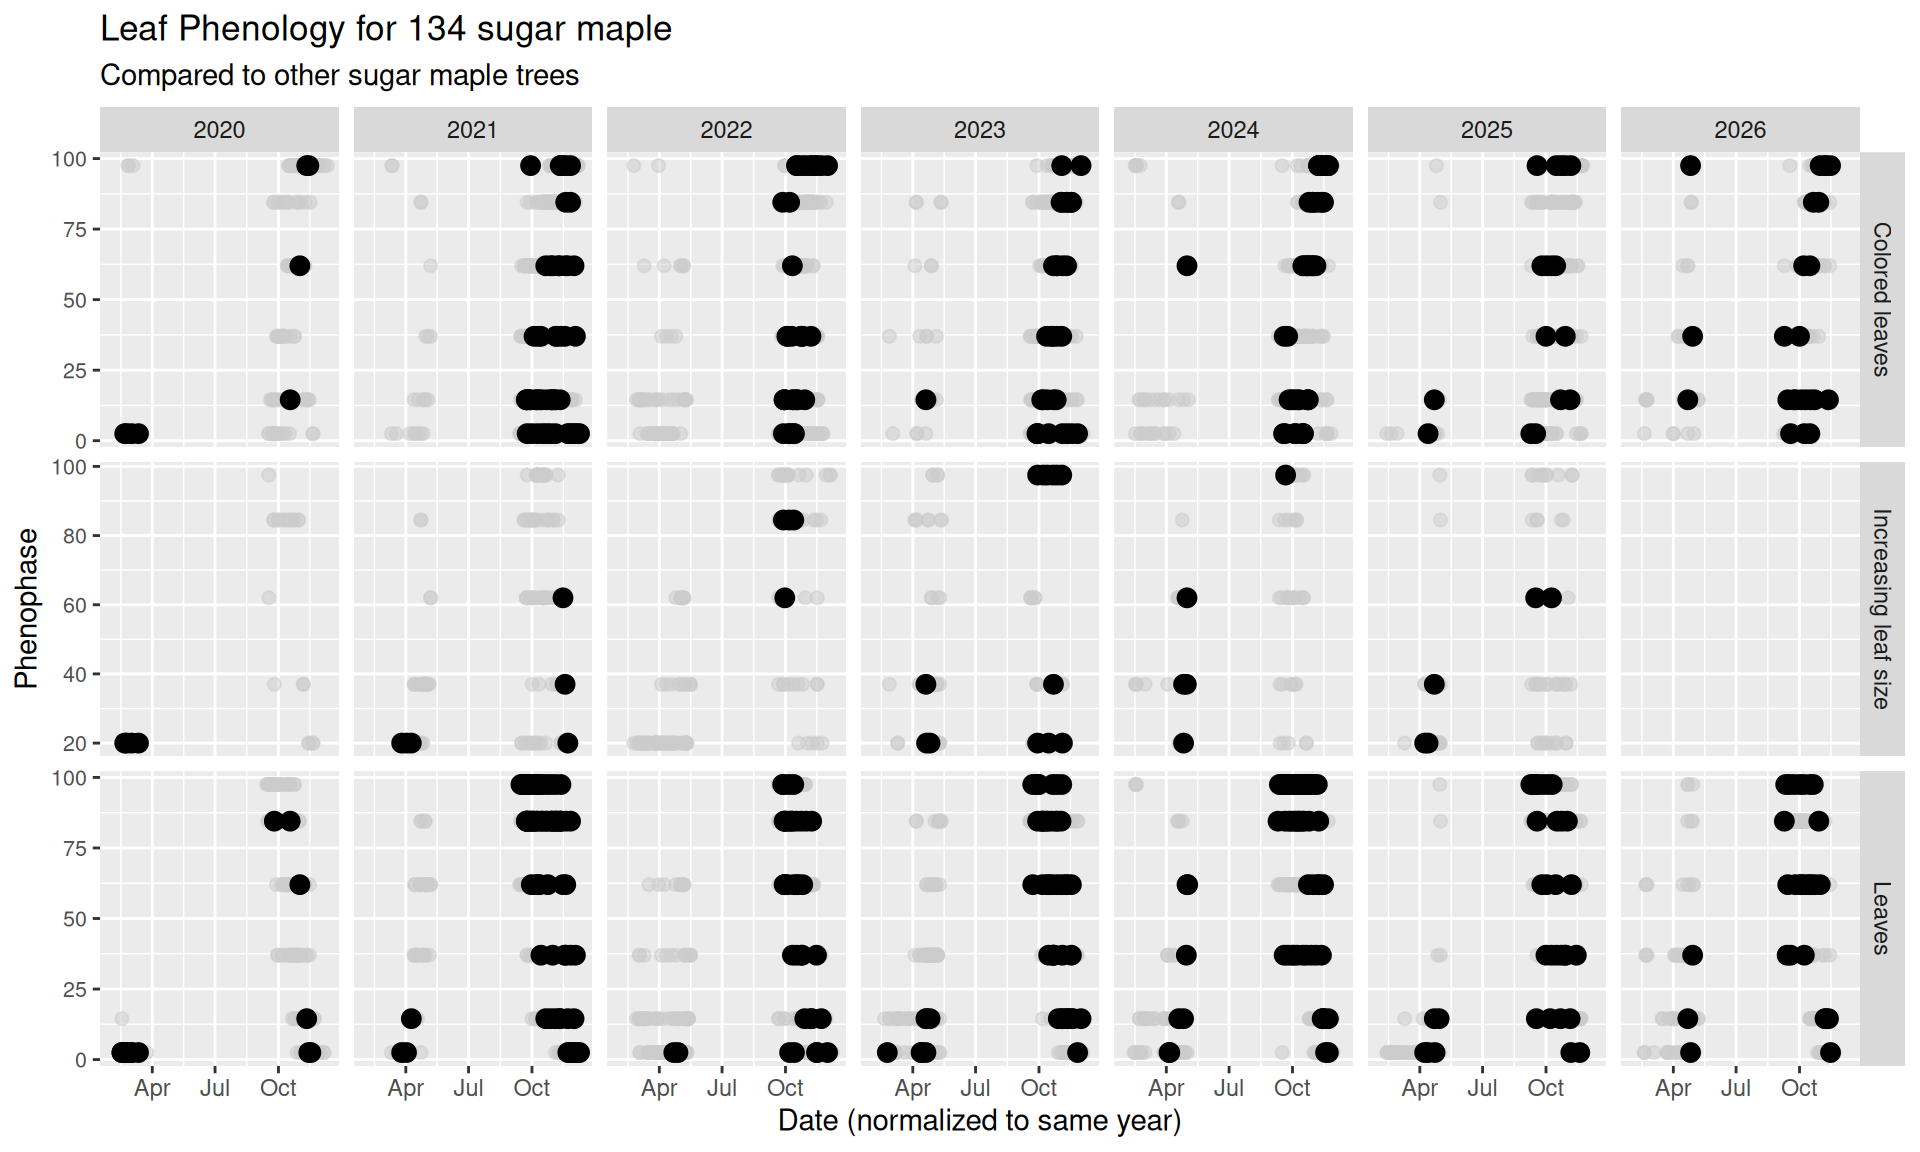 Leaf Phenology for 134 sugar maple
Compared to other sugar maple trees
2020 2021 2022 2023 2024 2025 2026
100
75
50
25
0
Colored leaves
100
80
60
40
20
Increasing leaf size
100
75
50
25
0
Leaves
Phenophase
Apr Jul Oct Apr Jul Oct Apr Jul Oct Apr Jul Oct Apr Jul Oct Apr Jul Oct Apr Jul Oct
Date (normalized to same year)